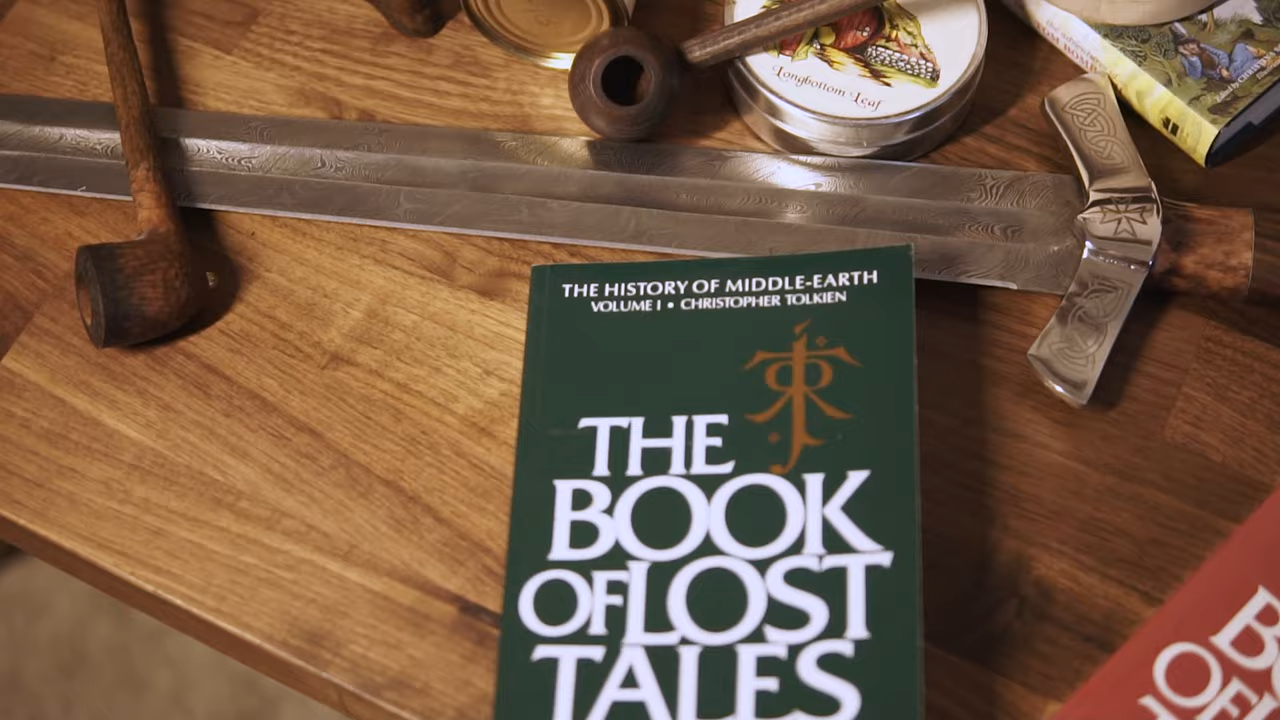 Longbottom Leaf
THE HISTORY OF MIDDLE-EARTH
VOLUME I • CHRISTOPHER TOLKIEN
THE
BOOK
OF LOST
TALES